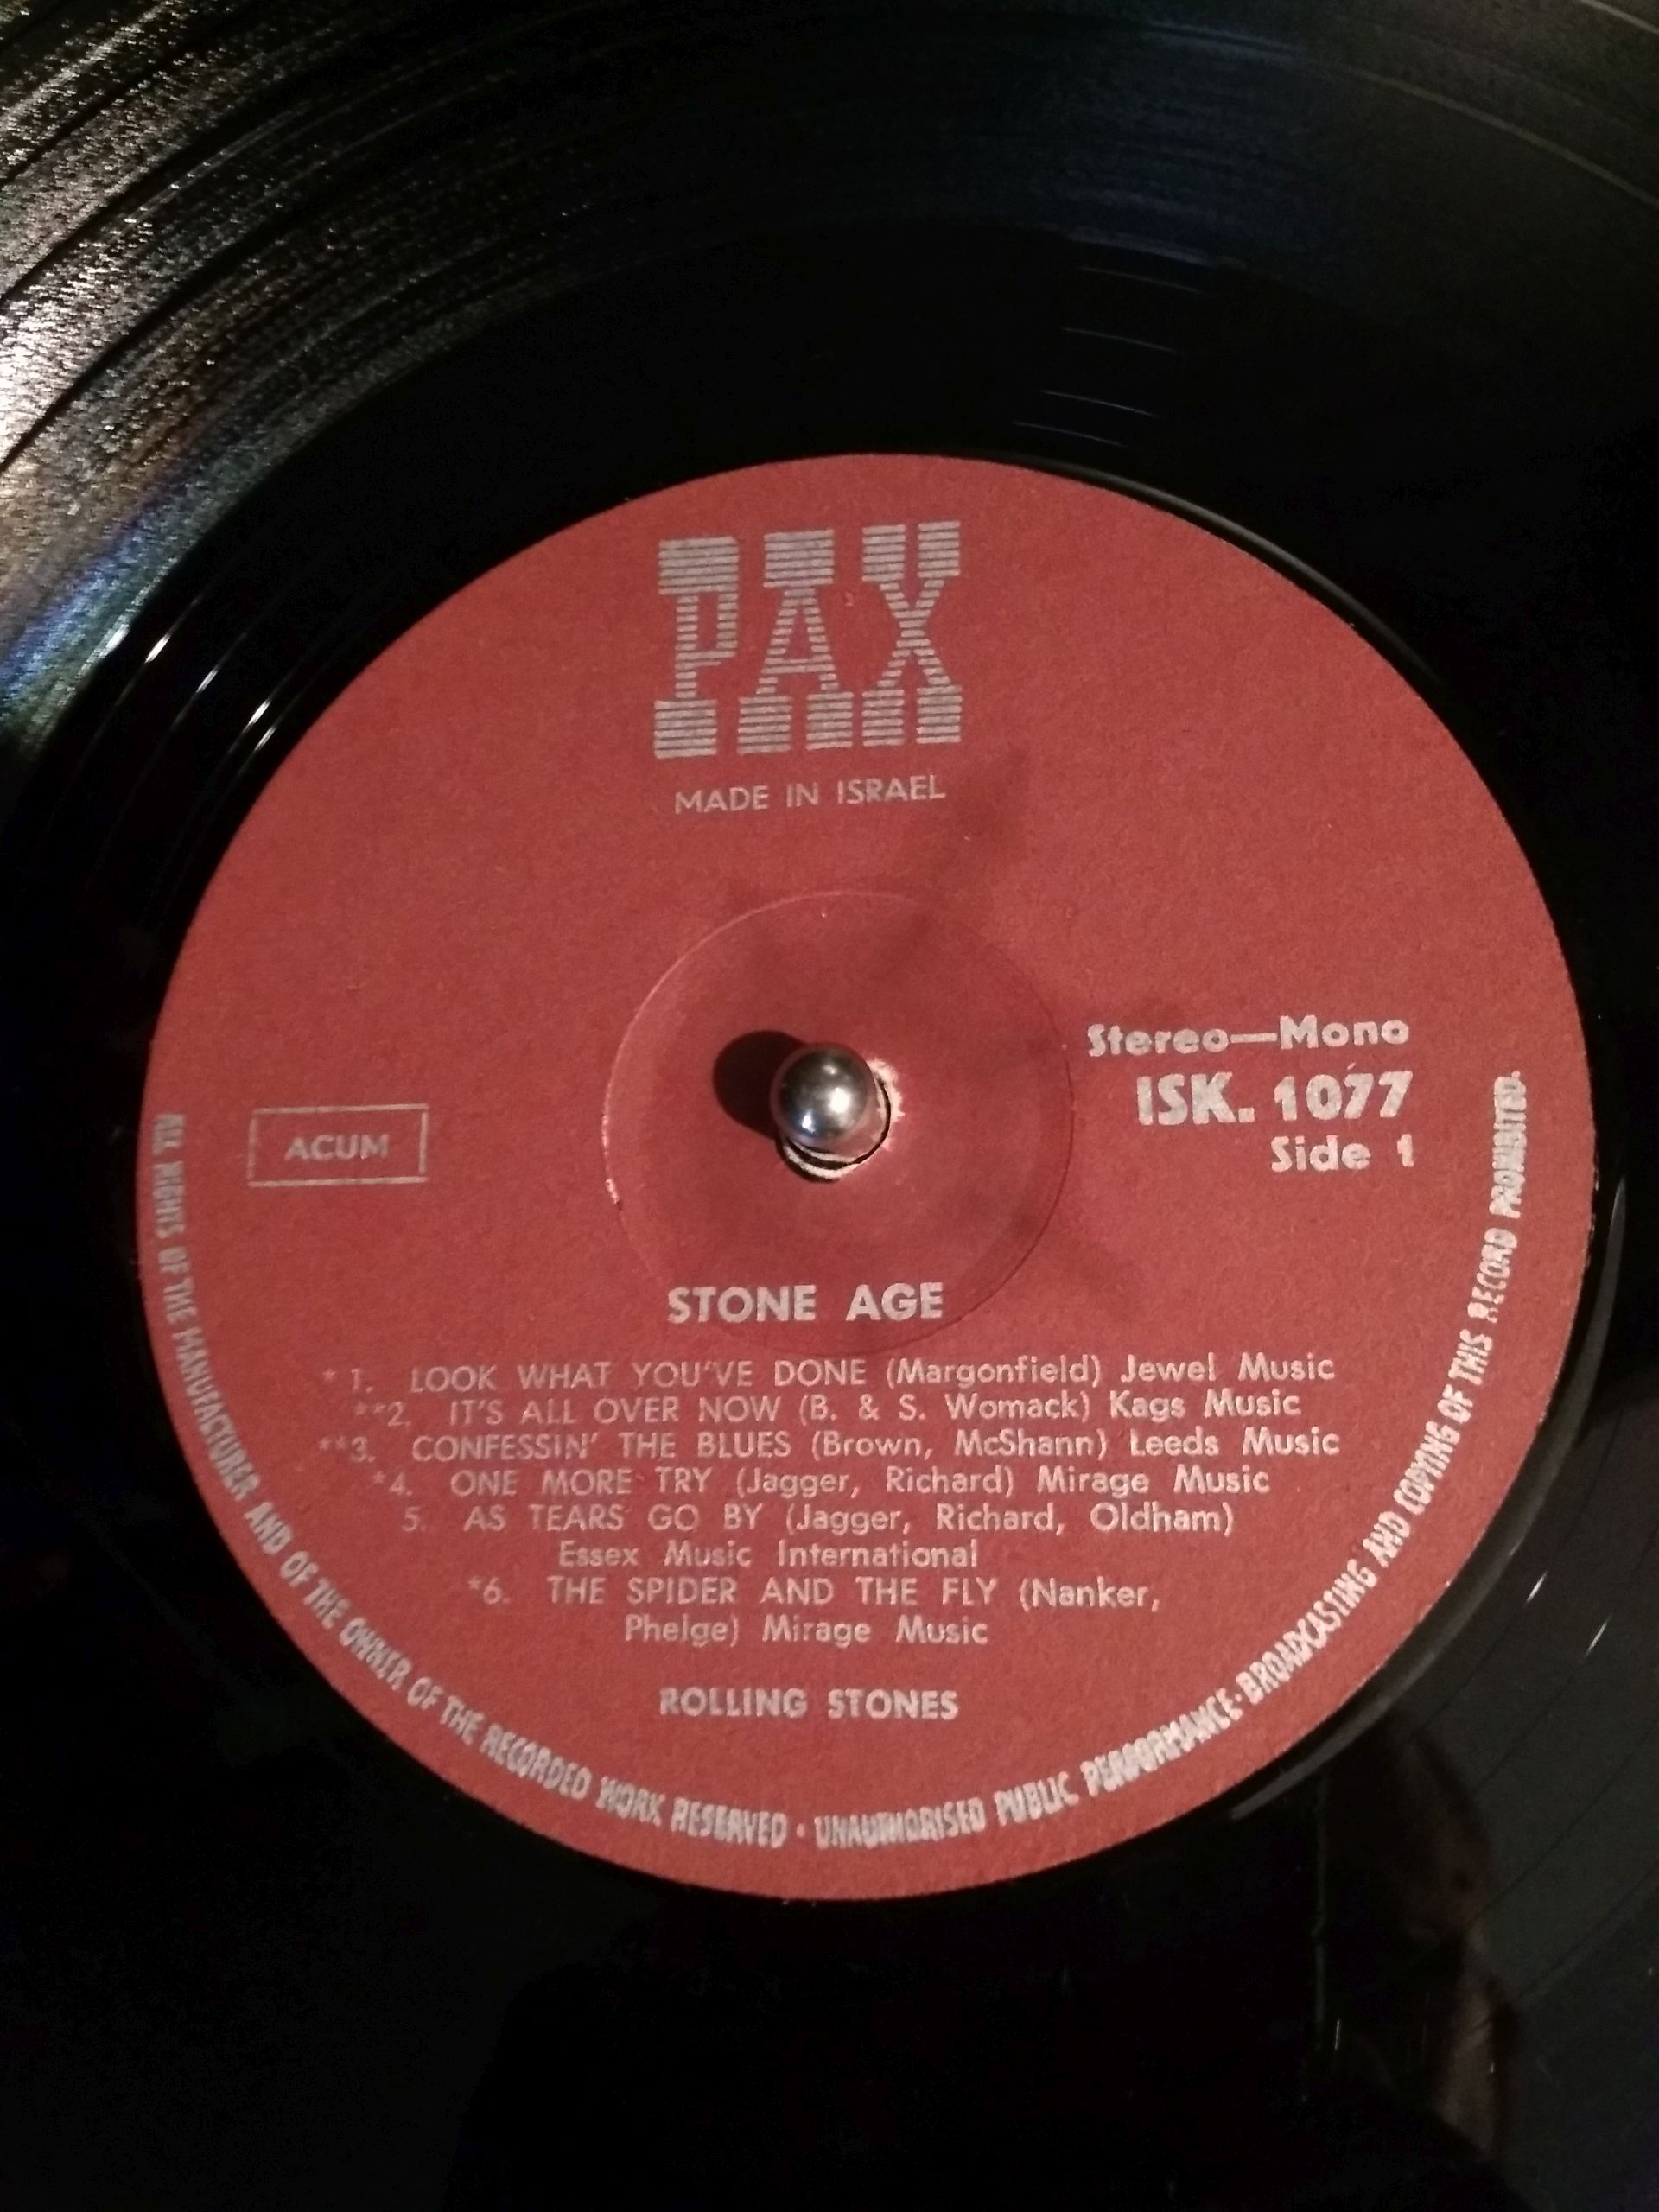 PAX
MADE IN ISRAEL
Stereo—Mono
ISK. 1077
Side 1
ACUM
STONE AGE
* 1. LOOK WHAT YOU'VE DONE (Margonfield) Jewel Music
**2. IT'S ALL OVER NOW (B. & S. Womack) Kags Music
**3. CONFESSIN' THE BLUES (Brown, McShann) Leeds Music
*4. ONE MORE TRY (Jagger, Richard) Mirage Music
5. AS TEARS GO BY (Jagger, Richard, Oldham)
Essex Music International
*6. THE SPIDER AND THE FLY (Nanker,
Phelge) Mirage Music
ROLLING STONES
ALL RIGHTS OF THE MANUFACTURER AND OF THE OWNER OF THE RECORDED WORK RESERVED · UNAUTHORISED PUBLIC PERFORMANCE · BROADCASTING AND COPYING OF THIS RECORD PROHIBITED.